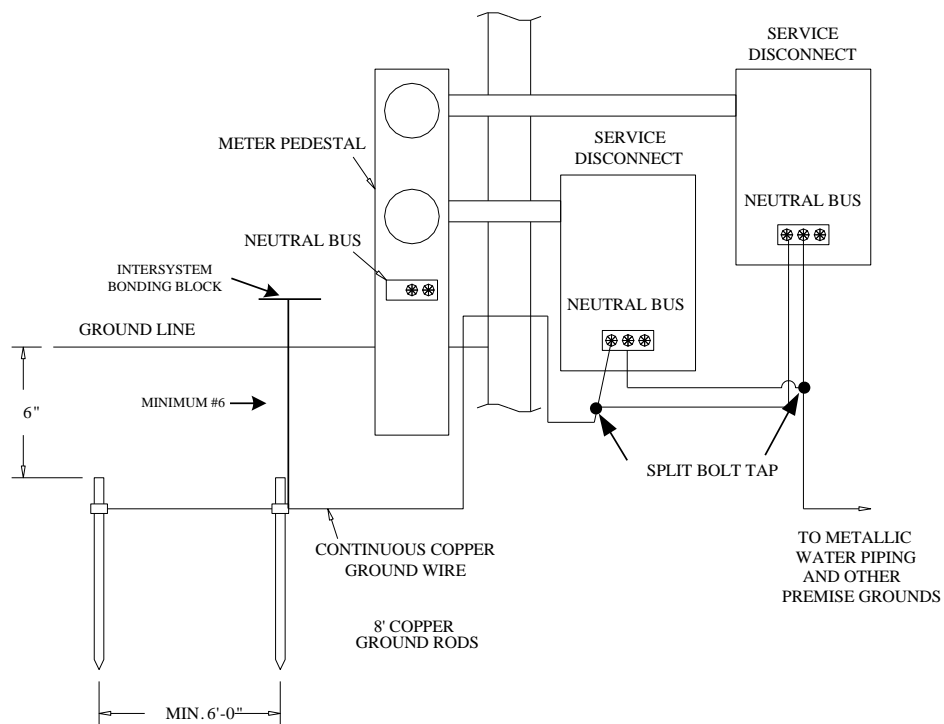 SERVICE
DISCONNECT
METER PEDESTAL
SERVICE
DISCONNECT
NEUTRAL BUS
NEUTRAL BUS
INTERSYSTEM
BONDING BLOCK
NEUTRAL BUS
GROUND LINE
6"
MINIMUM #6
SPLIT BOLT TAP
CONTINUOUS COPPER
GROUND WIRE
TO METALLIC
WATER PIPING
AND OTHER
PREMISE GROUNDS
8' COPPER
GROUND RODS
MIN. 6'-0"